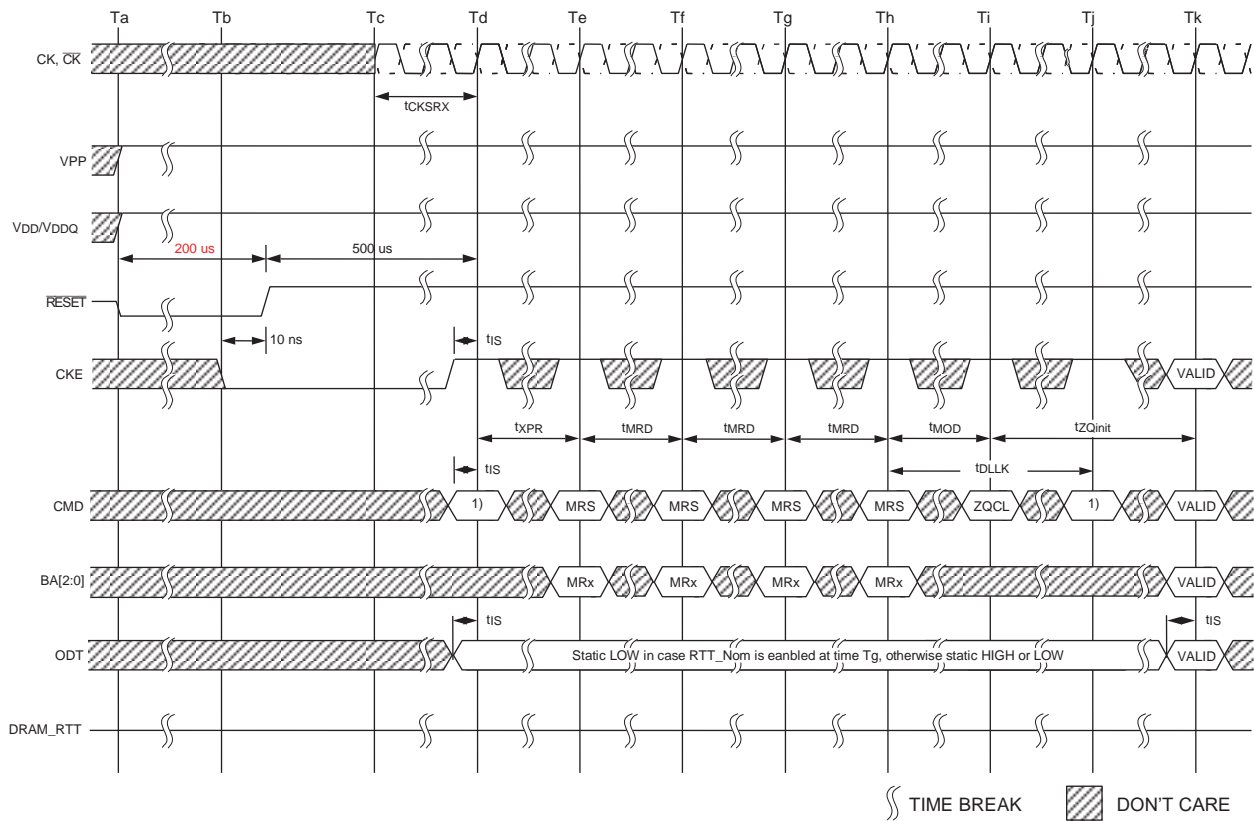 Ta Tb Tc Td Te Tf Tg Th Ti Tj Tk
CK, CK
tCKSRX
VPP
VDD/VDDQ
200 us 500 us
RESET
10 ns tIS
CKE VALID
tXPR tMRD tMRD tMRD tMOD tZQinit
tIS tDLLK
CMD 1) MRS MRS MRS MRS ZQCL 1) VALID
BA[2:0] MRx MRx MRx MRx VALID
tIS tIS
ODT Static LOW in case RTT_Nom is eanbled at time Tg, otherwise static HIGH or LOW VALID
DRAM_RTT
TIME BREAK DON'T CARE